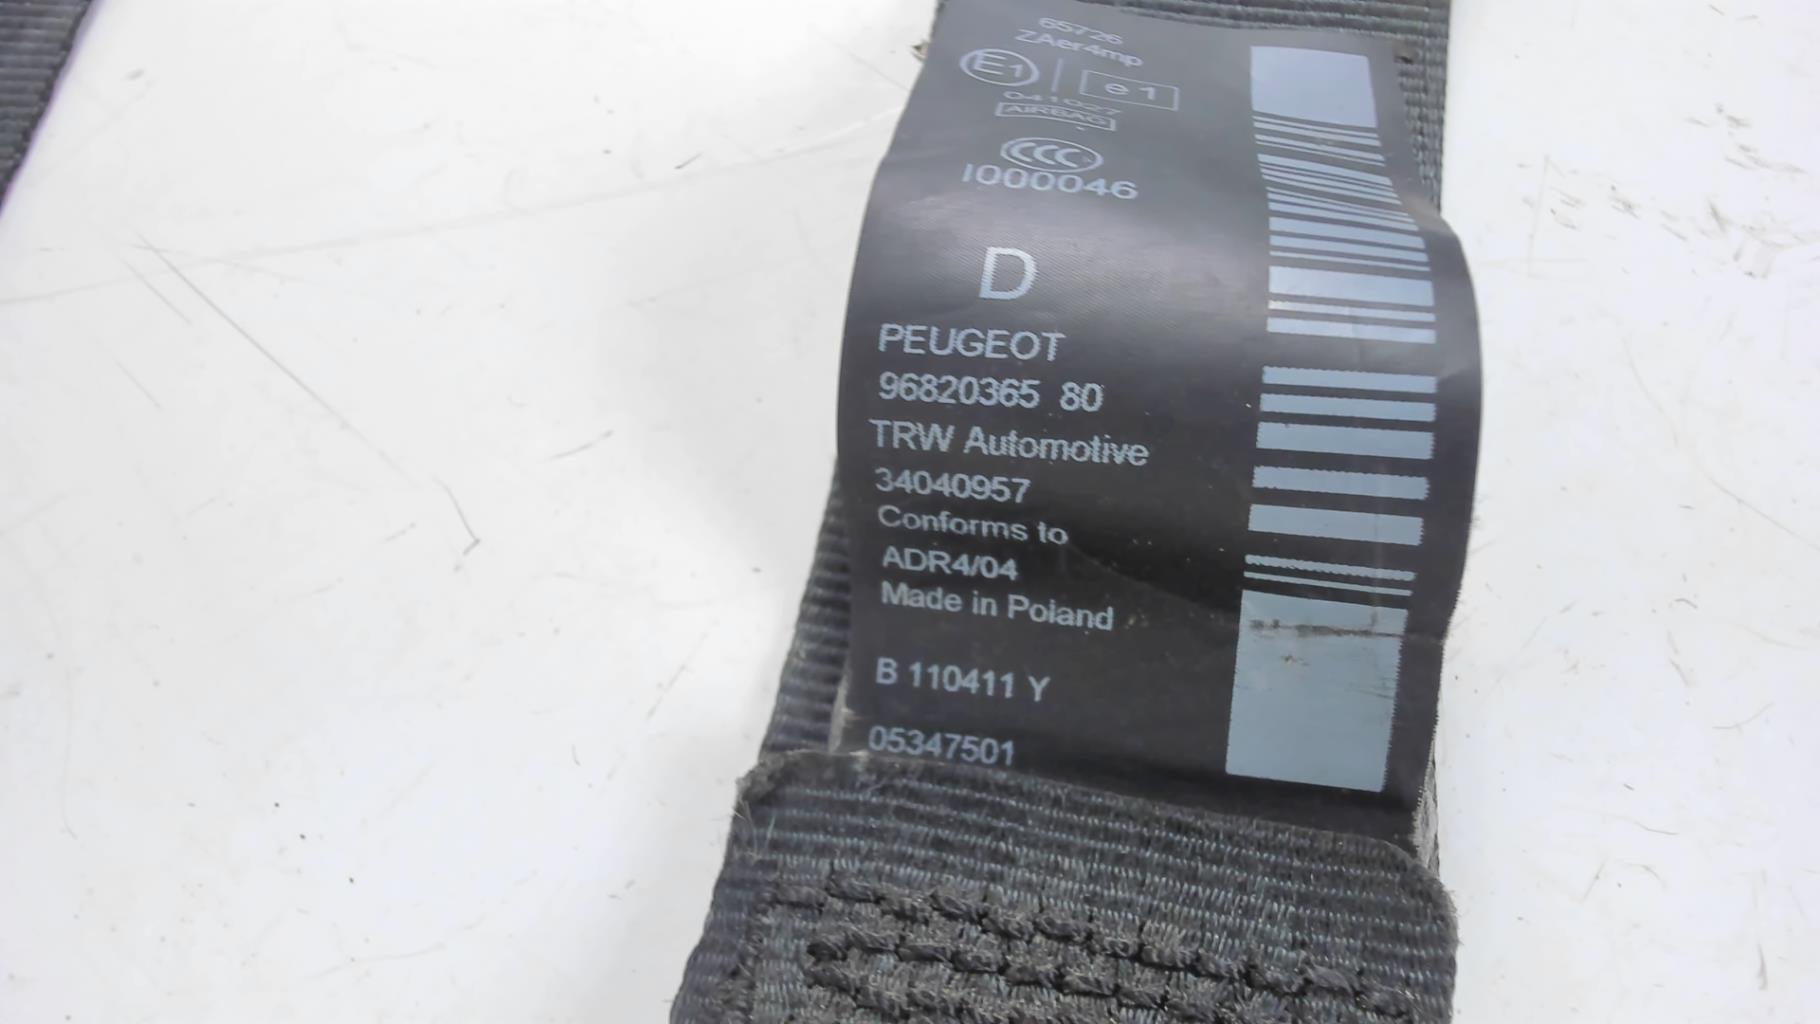 65726
ZAer4mp
E1 e 1
041027
AIRBAG
CCC
I000046
D
PEUGEOT
96820365 80
TRW Automotive
34040957
Conforms to
ADR4/04
Made in Poland
B 110411 Y
05347501